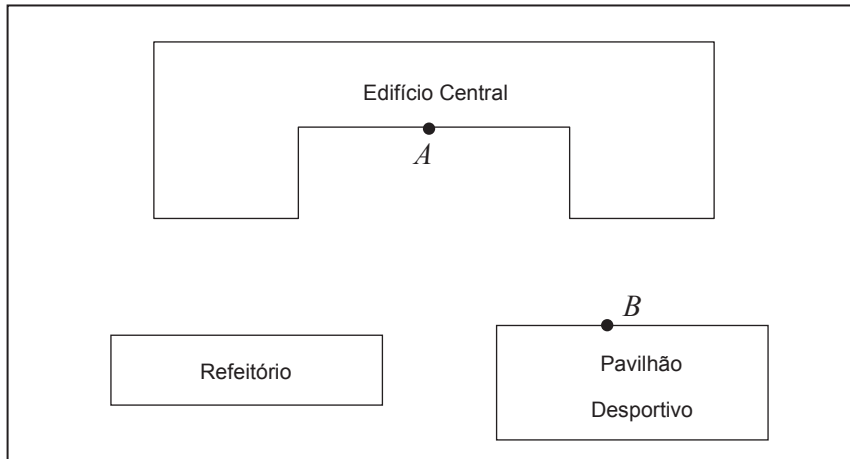 Edifício Central
A
B
Refeitório
Pavilhão
Desportivo